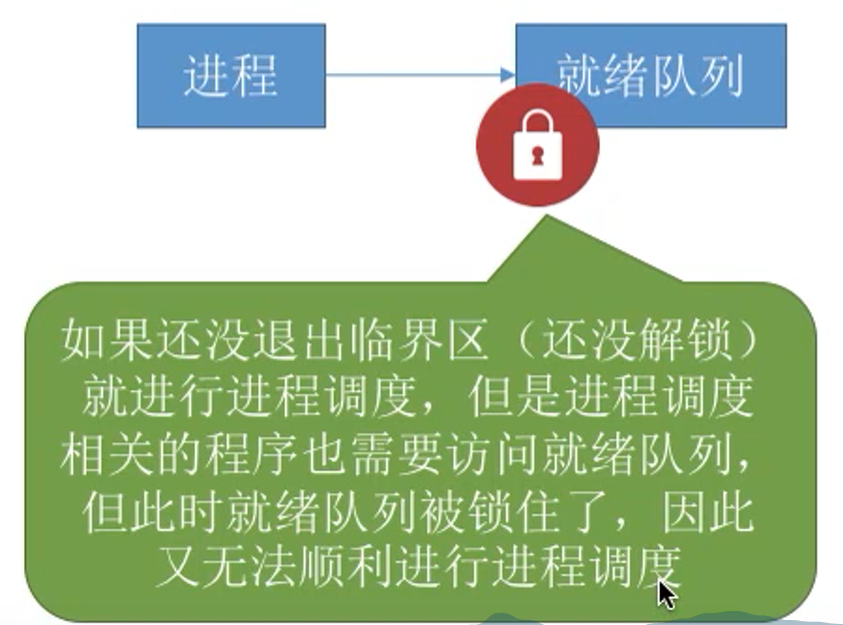 进程
就绪队列
如果还没退出临界区（还没解锁）
就进行进程调度，但是进程调度
相关的程序也需要访问就绪队列，
但此时就绪队列被锁住了，因此
又无法顺利进行进程调度